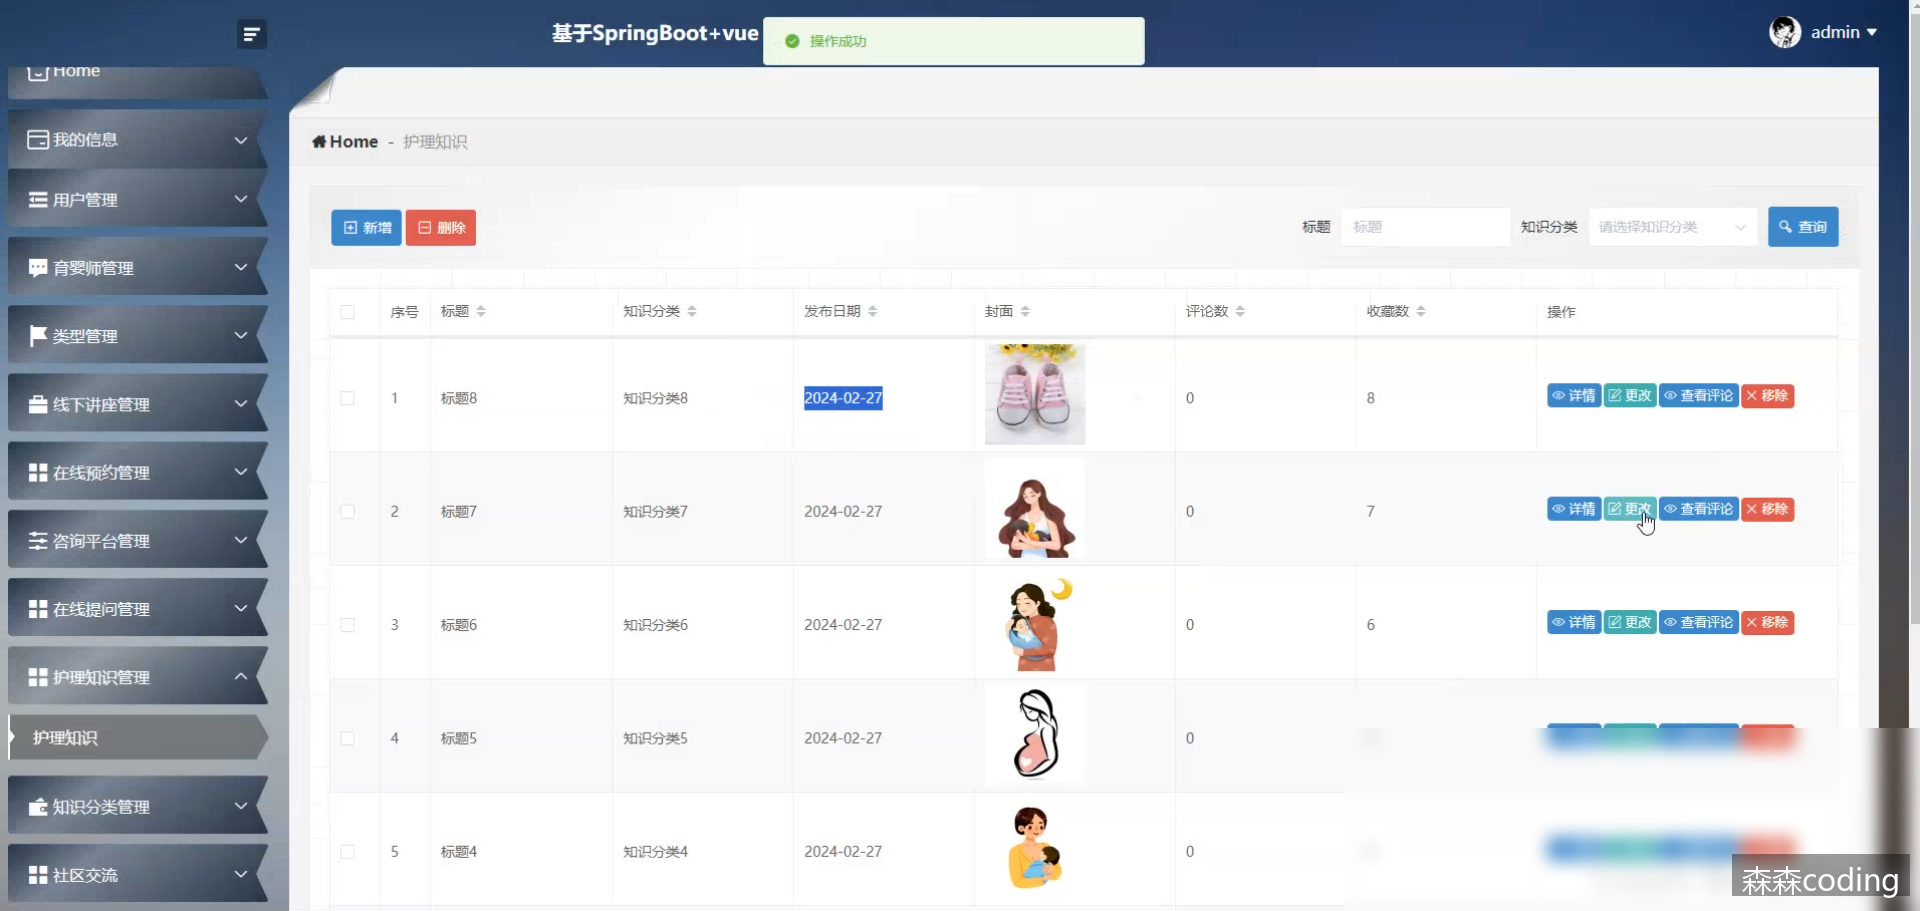 基于SpringBoot+vue
操作成功
admin
Home
我的信息
用户管理
育婴师管理
类型管理
线下讲座管理
在线预约管理
咨询平台管理
在线提问管理
护理知识管理
护理知识
知识分类管理
社区交流
Home - 护理知识
新增 删除 标题 标题 知识分类 请选择知识分类 查询
序号 标题 知识分类 发布日期 封面 评论数 收藏数 操作
1 标题8 知识分类8 2024-02-27 0 8 详情 更改 查看评论 移除
2 标题7 知识分类7 2024-02-27 0 7 详情 更改 查看评论 移除
3 标题6 知识分类6 2024-02-27 0 6 详情 更改 查看评论 移除
4 标题5 知识分类5 2024-02-27 0
5 标题4 知识分类4 2024-02-27 0
森森coding